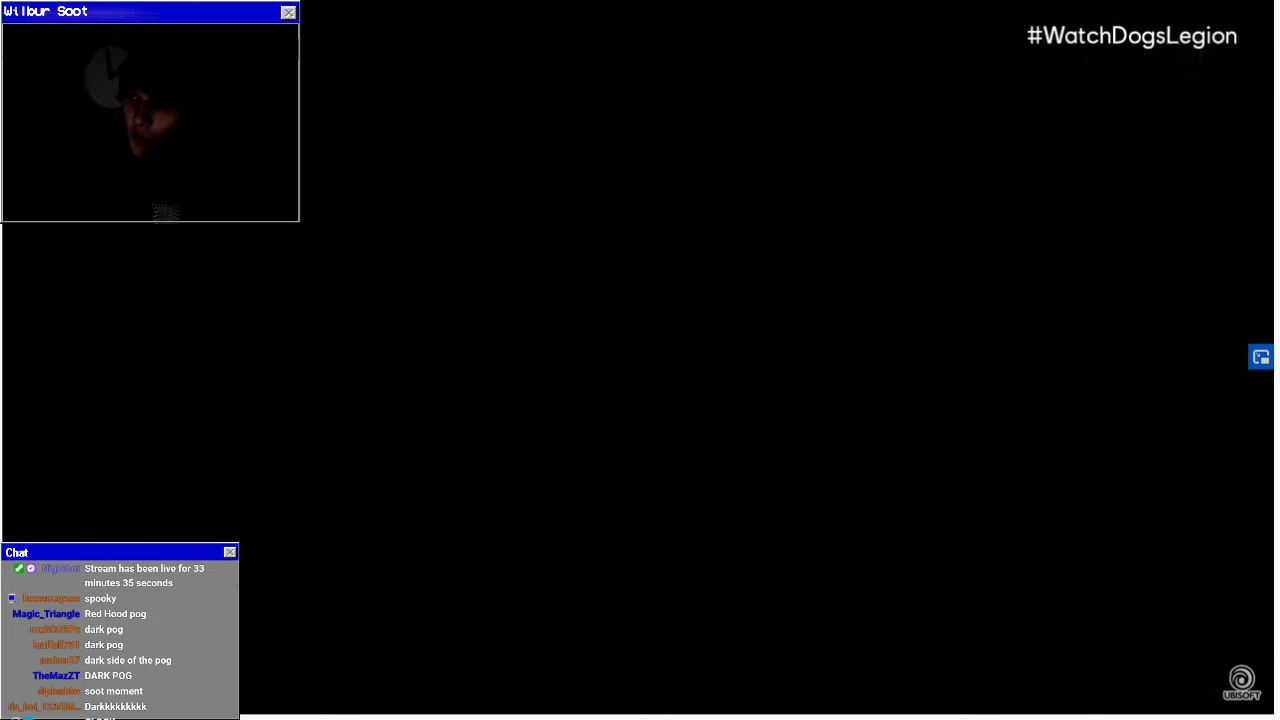 Wilbur Soot
#WatchDogsLegion
UBISOFT
Chat
Nightbot Stream has been live for 33
minutes 35 seconds
spooky
Magic_Triangle Red Hood pog
dark pog
dark pog
dark side of the pog
TheMazZT DARK POG
soot moment
Darkkkkkkkkk